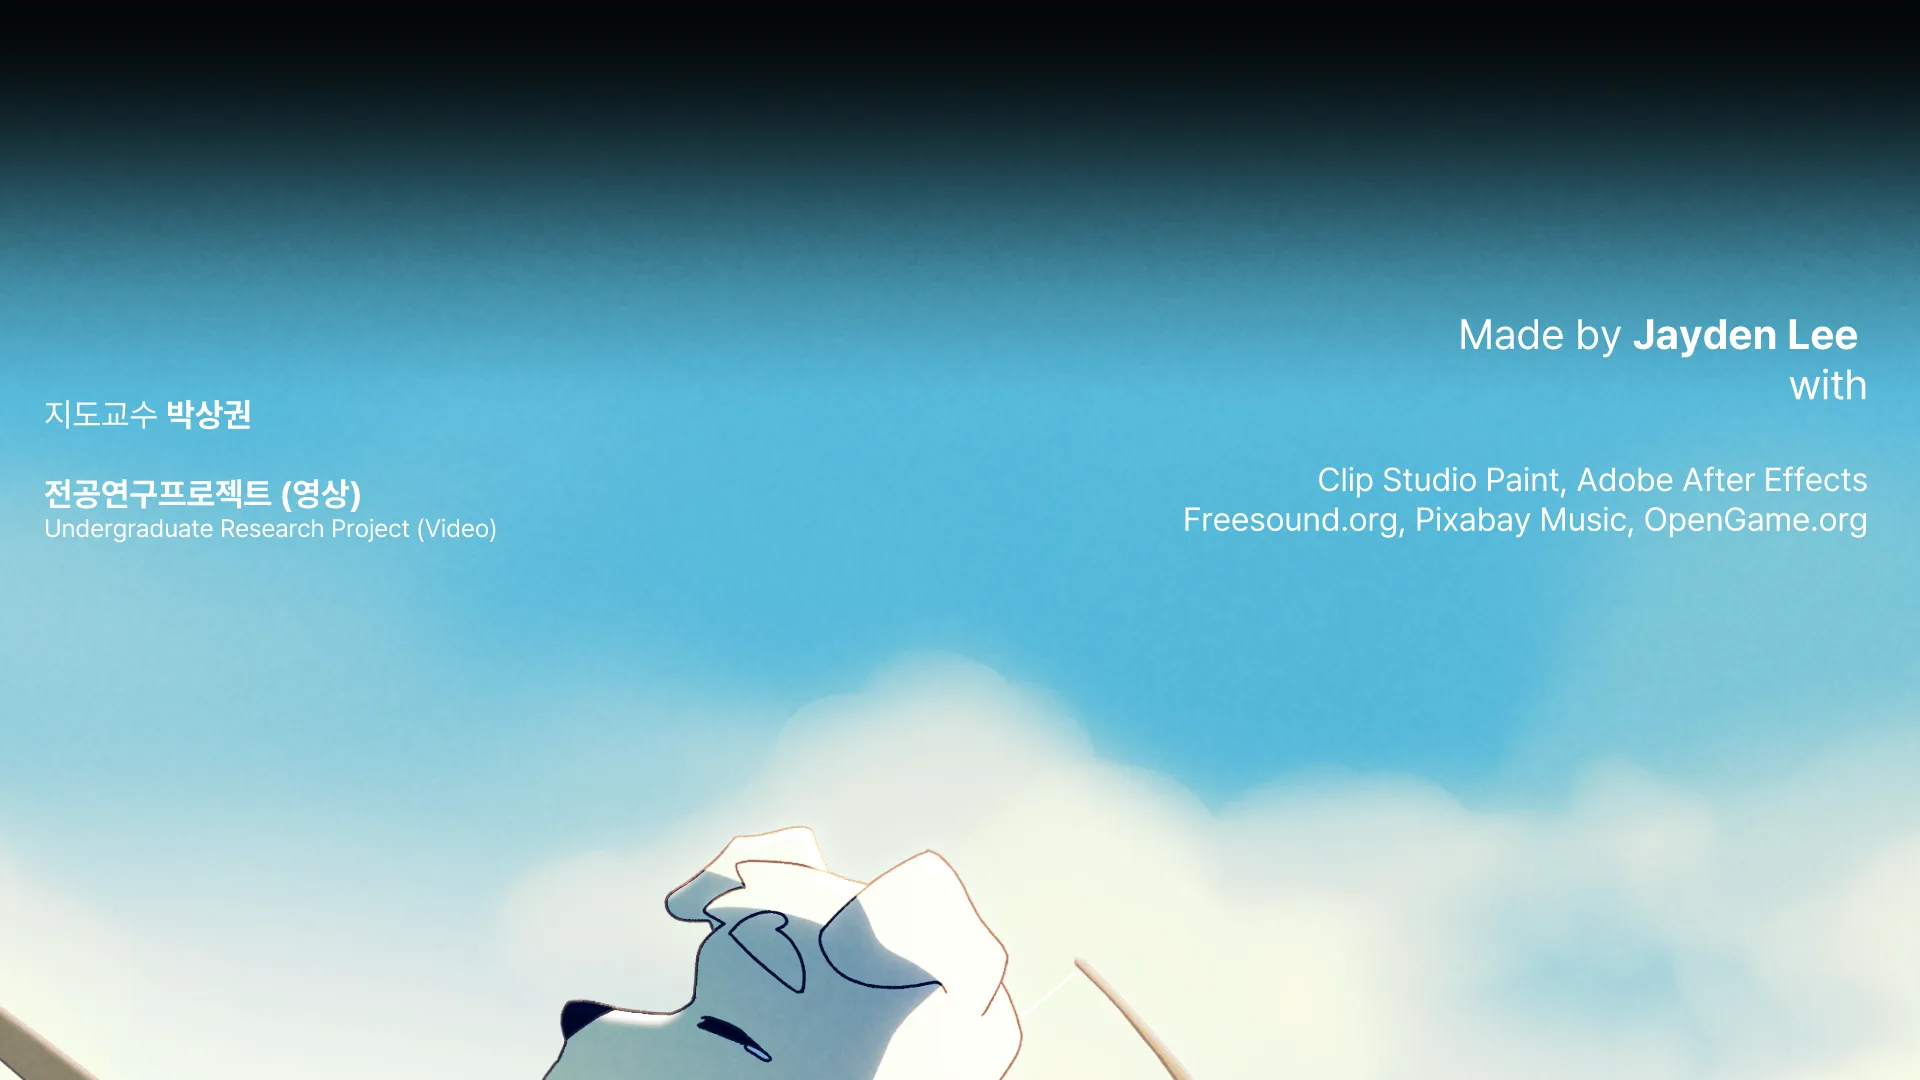 지도교수 박상권
전공연구프로젝트 (영상)
Undergraduate Research Project (Video)
Made by Jayden Lee
with
Clip Studio Paint, Adobe After Effects
Freesound.org, Pixabay Music, OpenGame.org